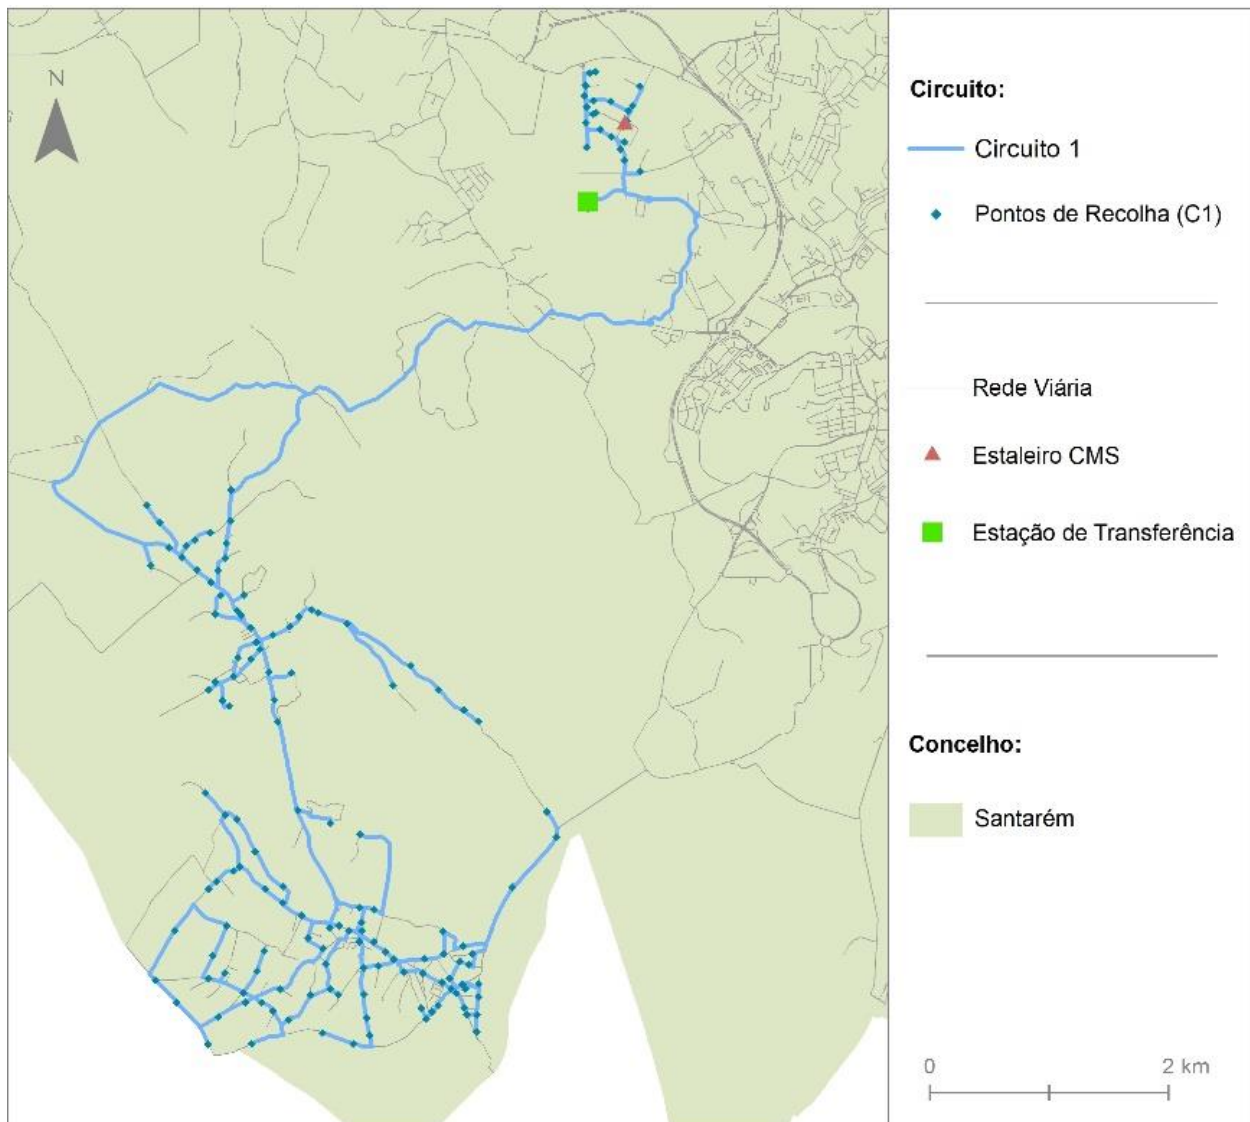 N
Circuito:
Circuito 1
Pontos de Recolha (C1)
Rede Viária
Estaleiro CMS
Estação de Transferência
Concelho:
Santarém
0 2 km